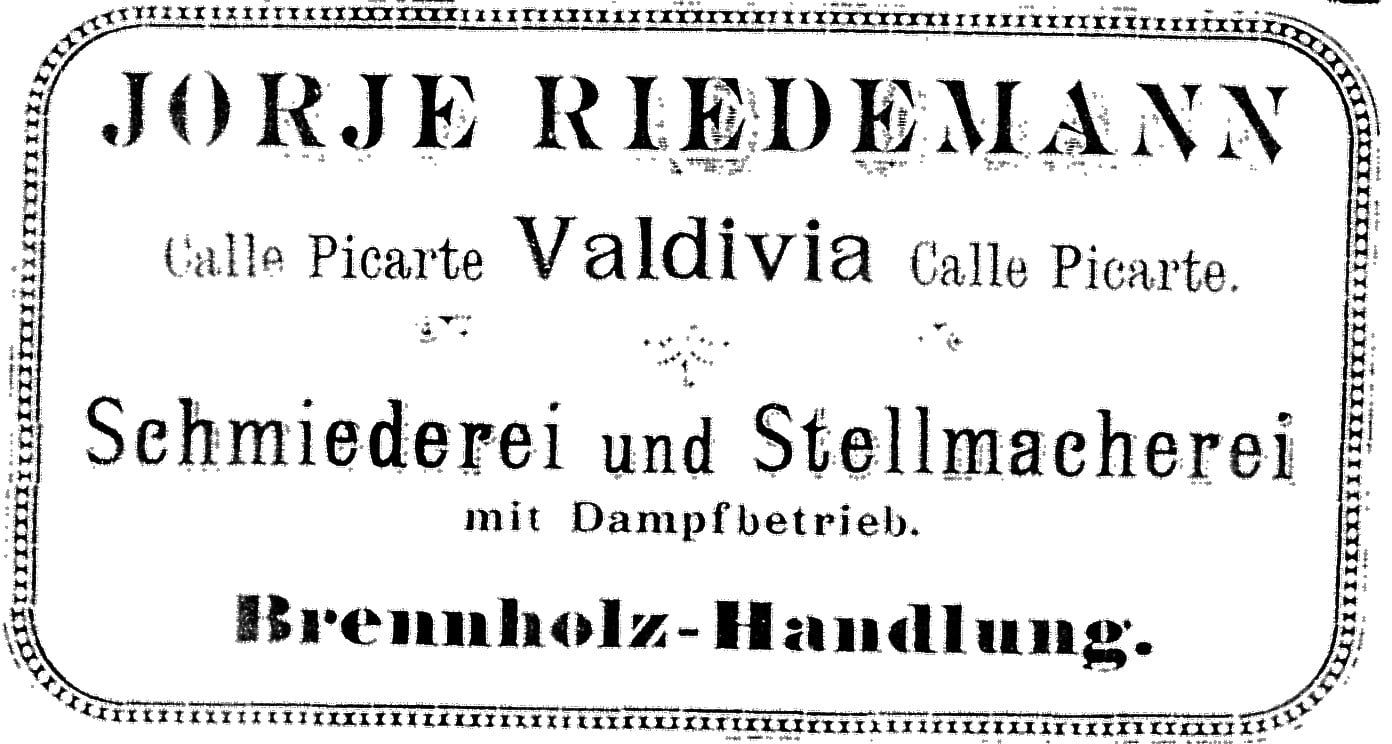 JORJE RIEDEMANN
Calle Picarte Valdivia Calle Picarte.
Schmiederei und Stellmacherei
mit Dampfbetrieb.
Brennholz-Handlung.